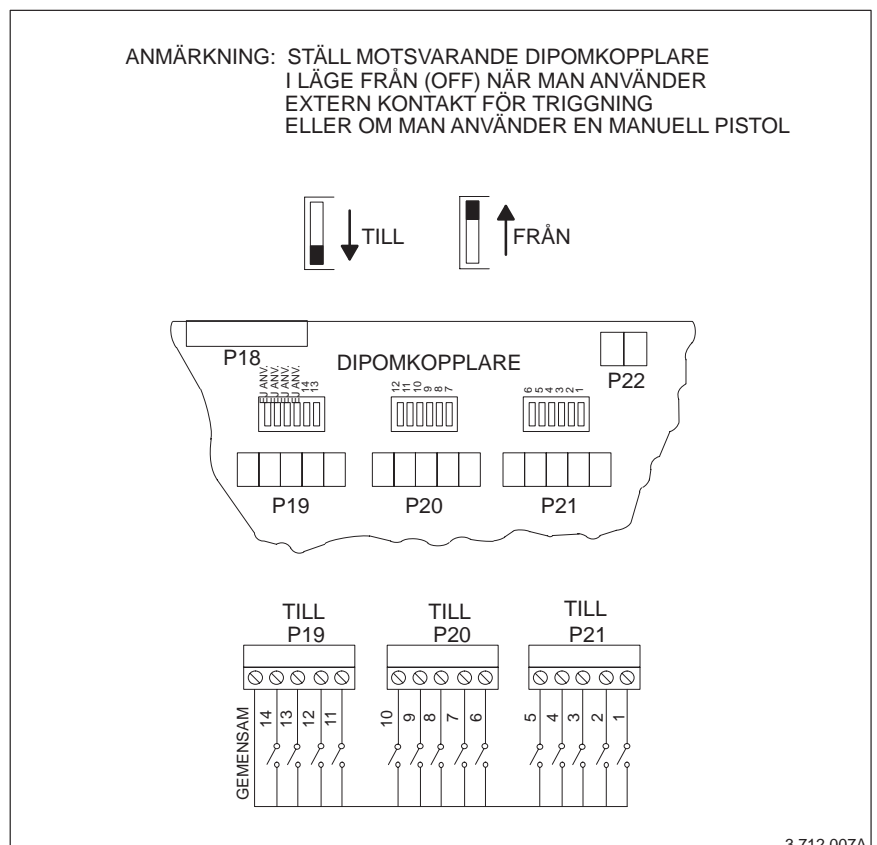 ANMÄRKNING: STÄLL MOTSVARANDE DIPOMKOPPLARE
I LÄGE FRÅN (OFF) NÄR MAN ANVÄNDER
EXTERN KONTAKT FÖR TRIGGNING
ELLER OM MAN ANVÄNDER EN MANUELL PISTOL
TILL
FRÅN
P18
DIPOMKOPPLARE
P22
EJ ANV.
EJ ANV.
EJ ANV.
EJ ANV.
14
13
12
11
10
9
8
7
6
5
4
3
2
1
P19
P20
P21
TILL
P19
TILL
P20
TILL
P21
GEMENSAM
14
13
12
11
10
9
8
7
6
5
4
3
2
1
3 712 007A